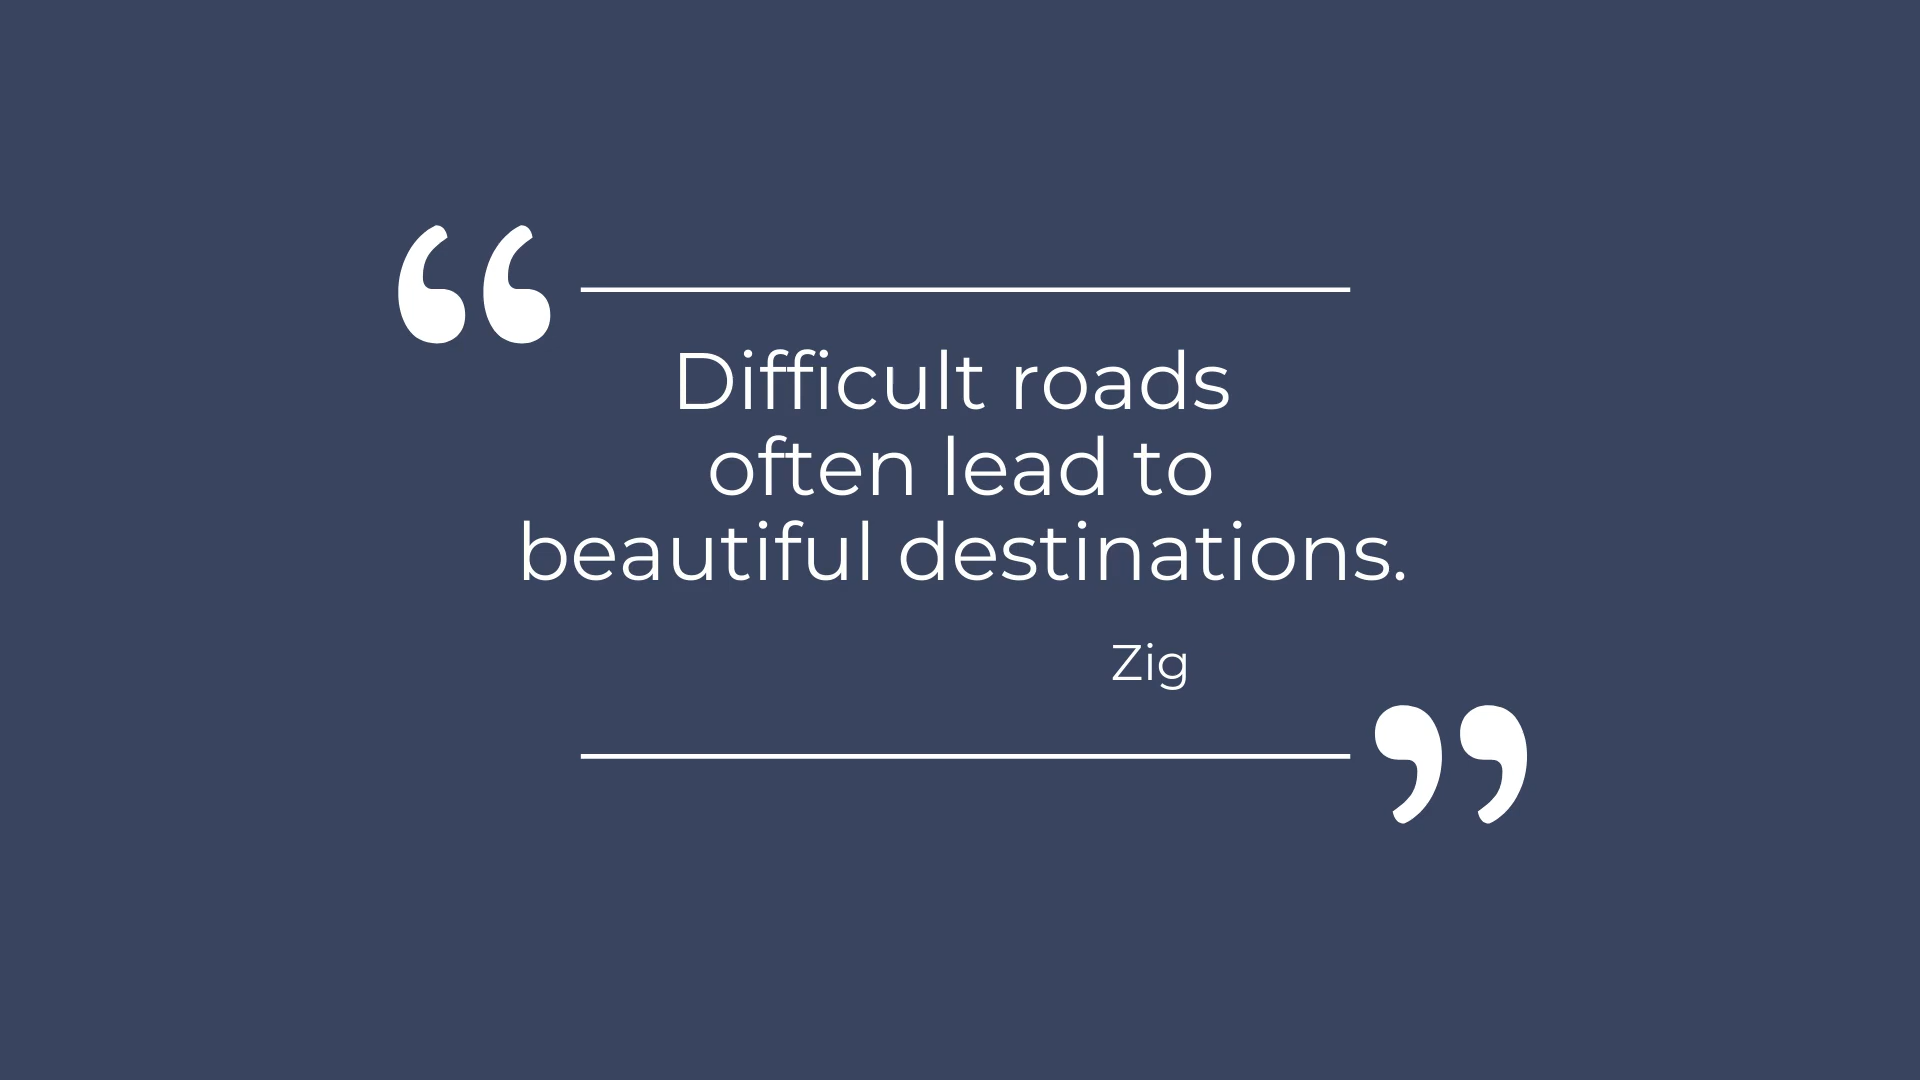 “
Difficult roads
often lead to
beautiful destinations.
Zig
”